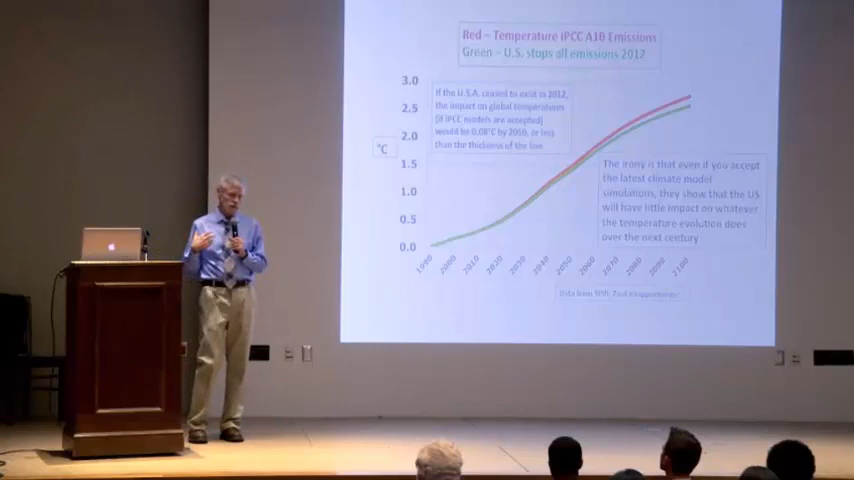 Red – Temperature IPCC A1B Emissions
Green – U.S. stops all emissions 2012
3.0
2.5
2.0
1.5
1.0
0.5
0.0
°C
If the U.S.A. ceased to exist in 2012,
the impact on global temperatures
(if IPCC models are accepted)
would be 0.08°C by 2050, or less
than the thickness of the line.
The irony is that even if you accept
the latest climate model
simulations, they show that the US
will have little impact on whatever
the temperature evolution does
over the next century
1990
2000
2010
2020
2030
2040
2050
2060
2070
2080
2090
2100
Data from SPPI, Paul Knappenberger